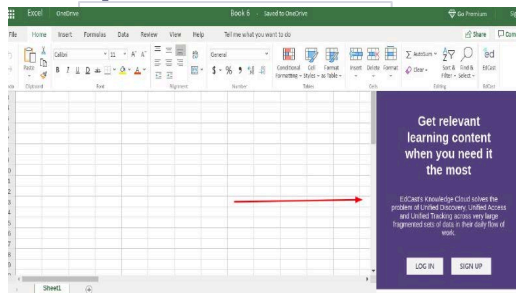 Excel OneDrive Book 6 - Saved to OneDrive Go Premium
File Home Insert Formulas Data Review View Help Tell me what you want to do Share
Paste Calibri 11 A A General Conditional Formatting Cell Styles Format as Table Insert Delete Format AutoSum Clear Sort & Filter Find & Select EdCast
Clipboard Font Alignment Number Tables Cells Editing EdCast
Get relevant
learning content
when you need it
the most
EdCast's Knowledge Cloud solves the
problem of Unified Discovery, Unified Access
and Unified Tracking across very large
fragmented sets of data in their daily flow of
work.
LOG IN SIGN UP
Sheet1